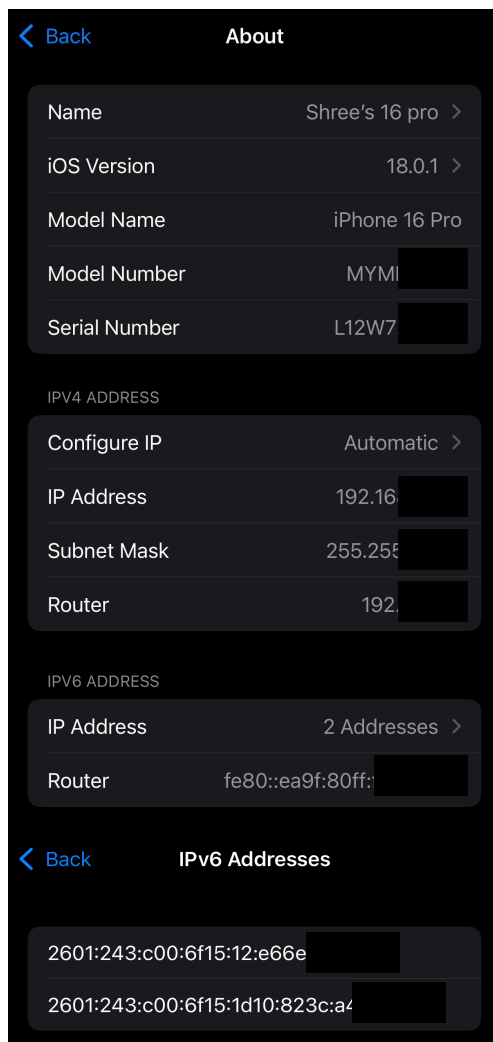 Back
About
Name Shree's 16 pro
iOS Version 18.0.1
Model Name iPhone 16 Pro
Model Number MYM
Serial Number L12W7
IPV4 ADDRESS
Configure IP Automatic
IP Address 192.16
Subnet Mask 255.255
Router 192.
IPV6 ADDRESS
IP Address 2 Addresses
Router fe80::ea9f:80ff:
Back
IPv6 Addresses
2601:243:c00:6f15:12:e66e
2601:243:c00:6f15:1d10:823c:a4